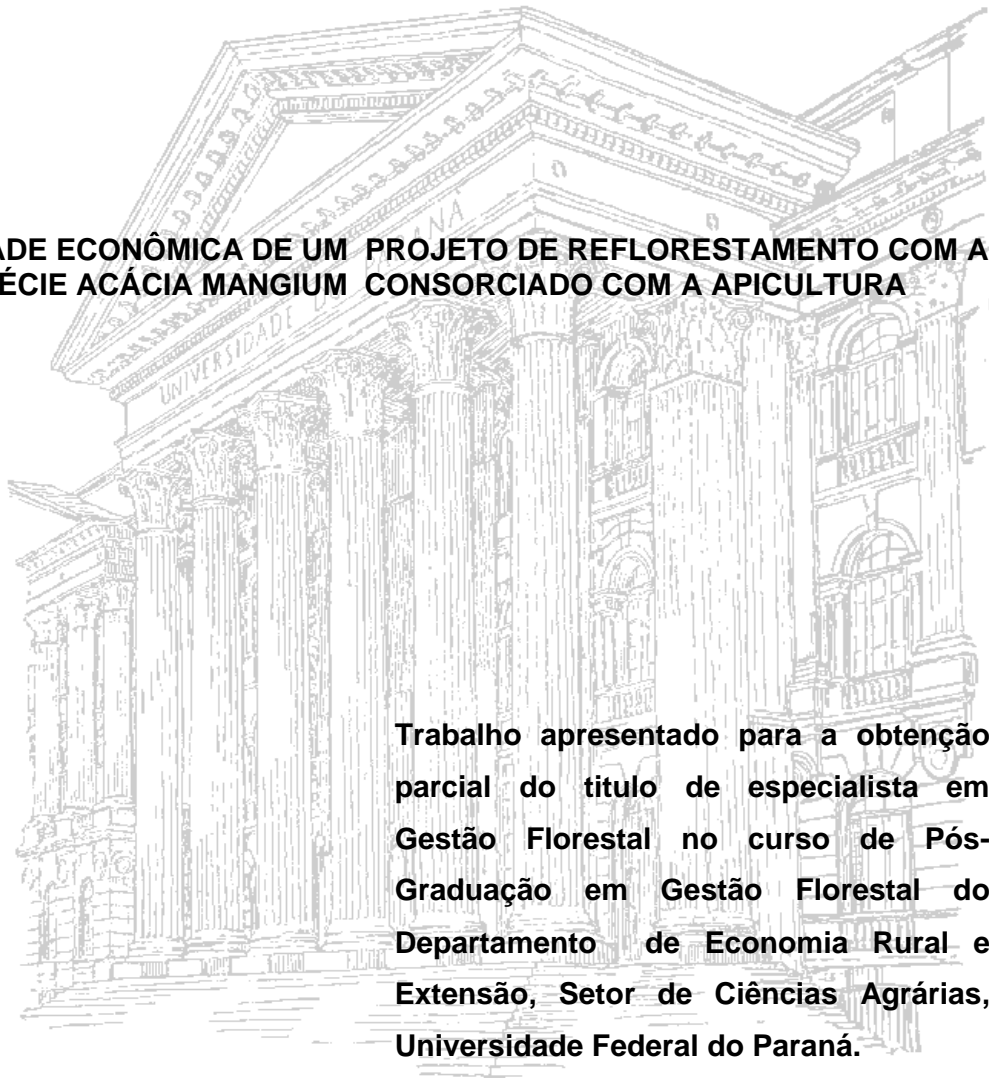 ADE ECONÔMICA DE UM PROJETO DE REFLORESTAMENTO COM A
ÉCIE ACÁCIA MANGIUM CONSORCIADO COM A APICULTURA
UNIVERSIDADE
Trabalho apresentado para a obtenção
parcial do titulo de especialista em
Gestão Florestal no curso de Pós-
Graduação em Gestão Florestal do
Departamento de Economia Rural e
Extensão, Setor de Ciências Agrárias,
Universidade Federal do Paraná.